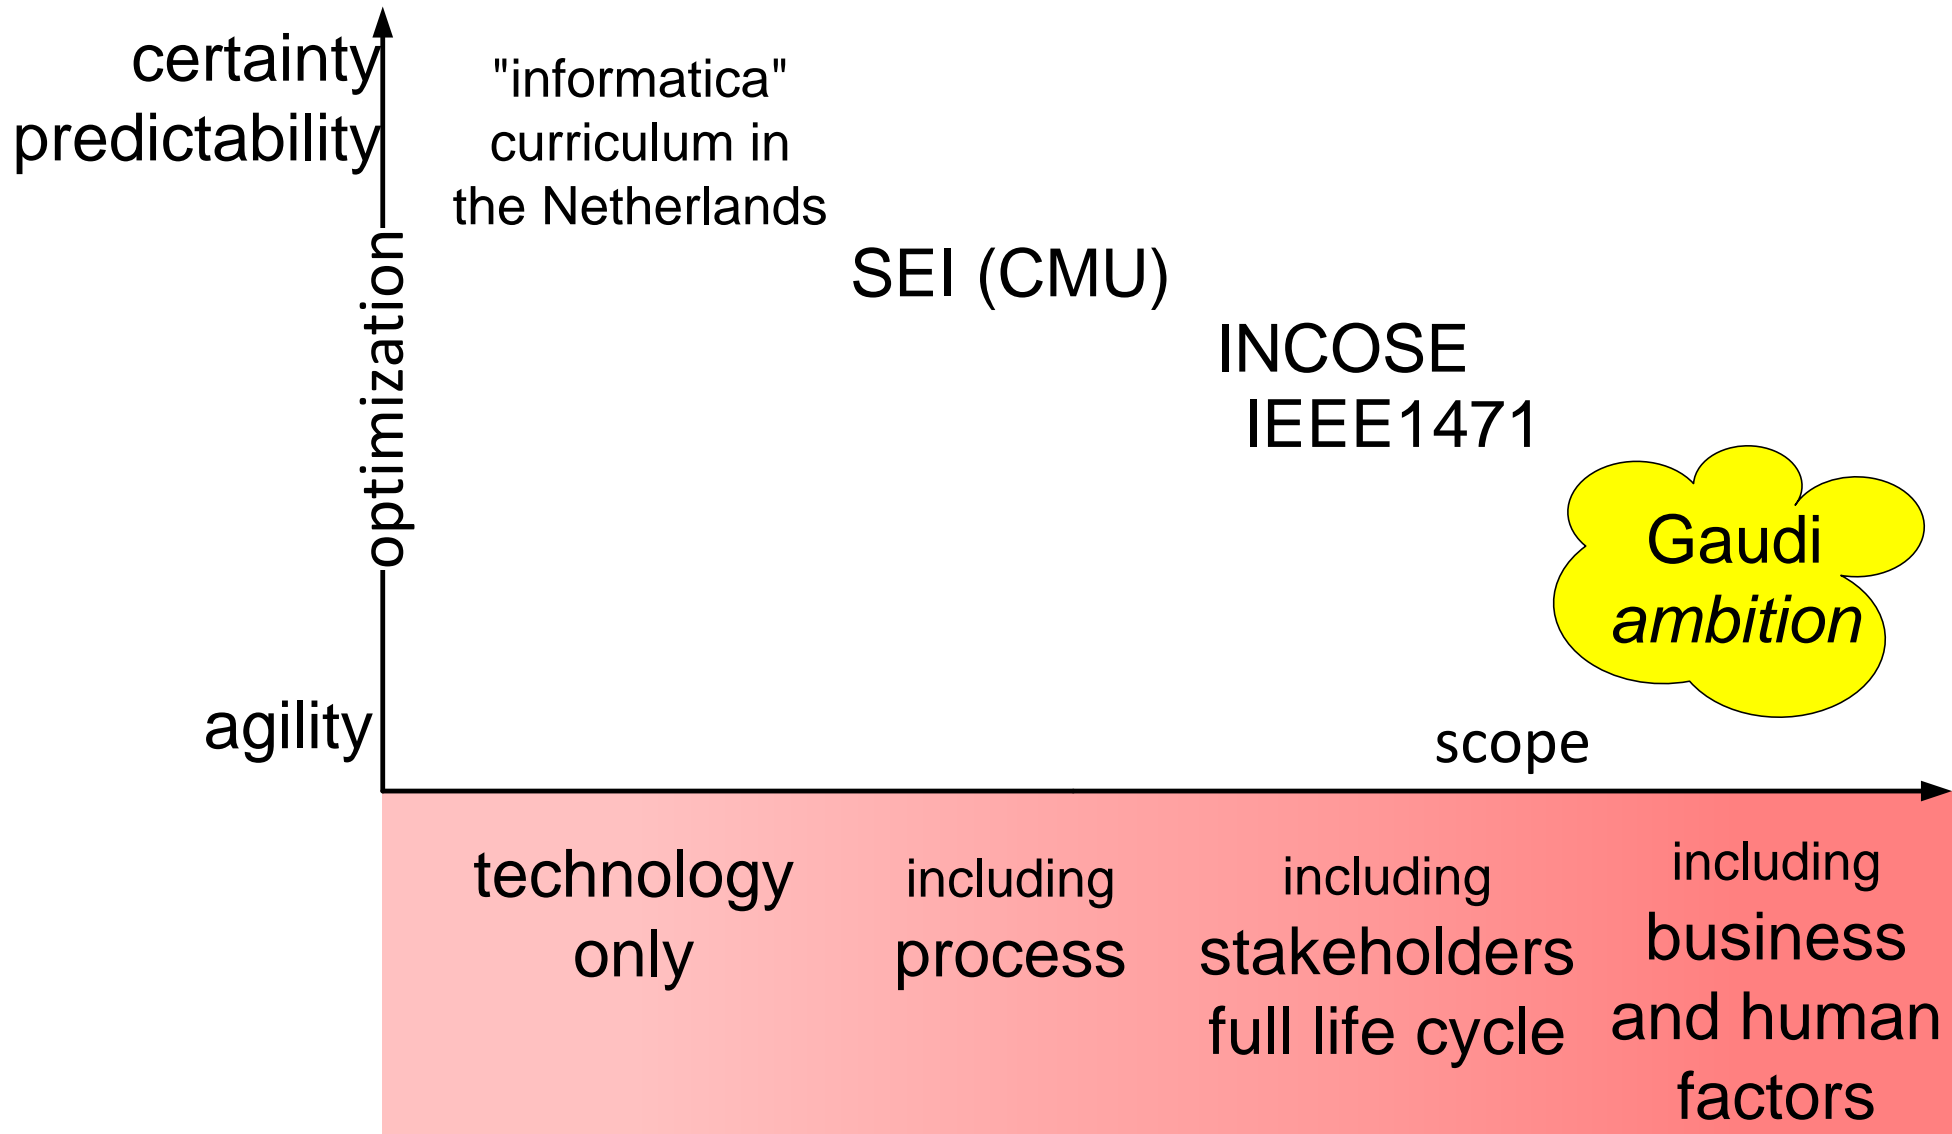 certainty
predictability
optimization
agility
"informatica"
curriculum in
the Netherlands
SEI (CMU)
INCOSE
IEEE1471
Gaudi
ambition
scope
technology
only
including
process
including
stakeholders
full life cycle
including
business
and human
factors